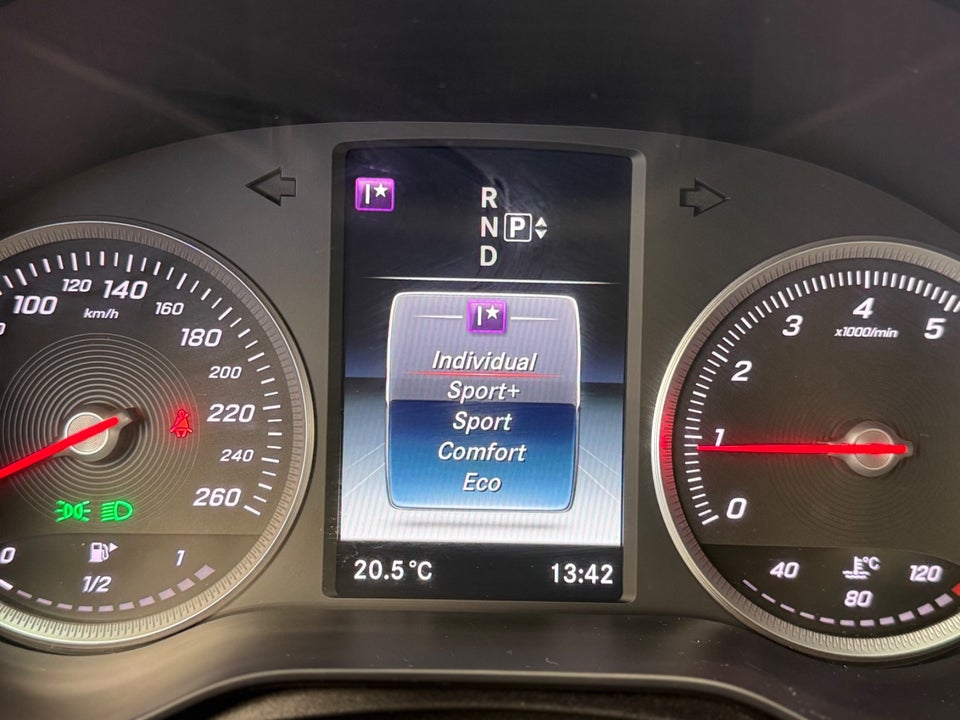 I★
R
N P
D
I★
Individual
Sport+
Sport
Comfort
Eco
20.5°C
13:42
100
120
140
160
km/h
180
200
220
240
260
0
1/2
1
0
1
2
3
4
5
x1000/min
40
80
120
°C